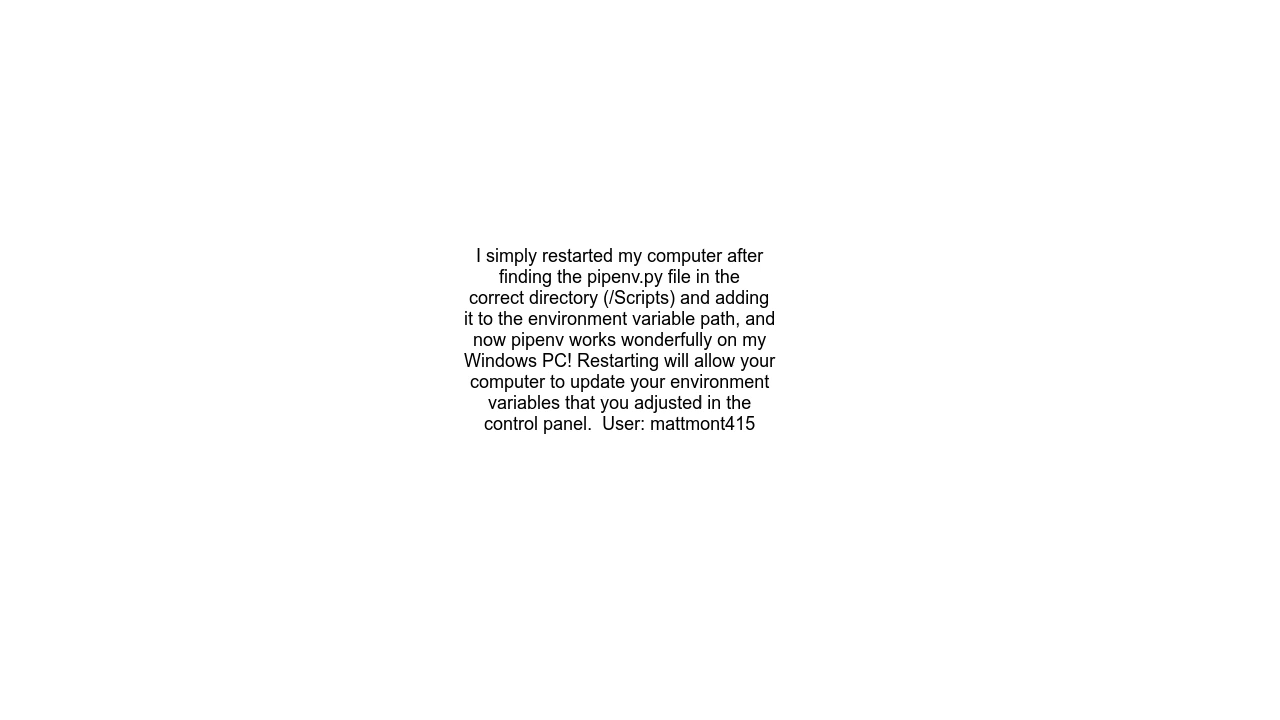 I simply restarted my computer after
finding the pipenv.py file in the
correct directory (/Scripts) and adding
it to the environment variable path, and
now pipenv works wonderfully on my
Windows PC! Restarting will allow your
computer to update your environment
variables that you adjusted in the
control panel.  User: mattmont415